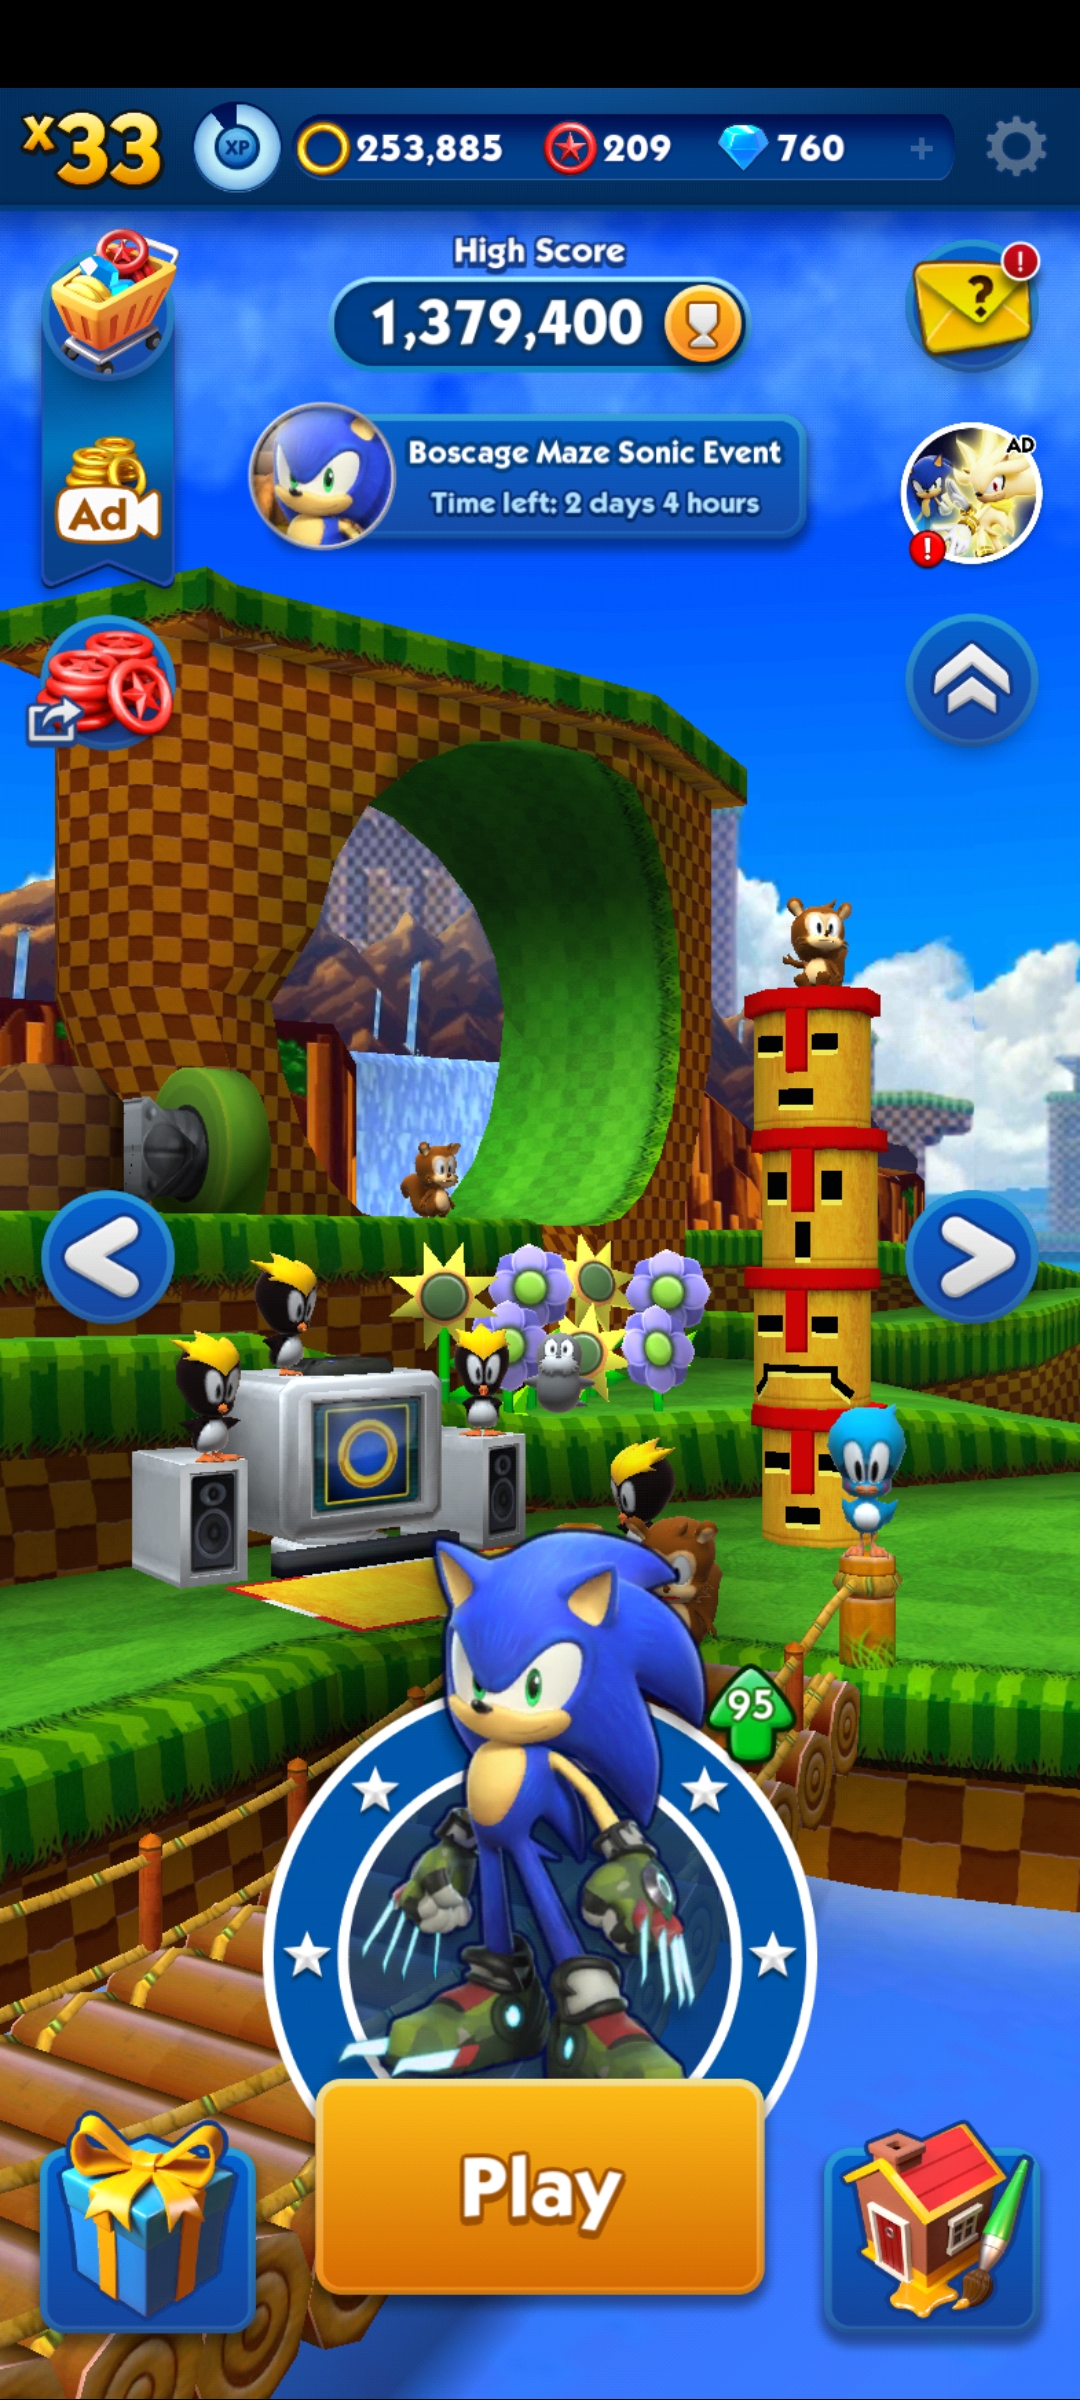 x33
XP
253,885
209
760
+
High Score
1,379,400
?
!
Boscage Maze Sonic Event
Time left: 2 days 4 hours
AD
!
Ad
95
Play